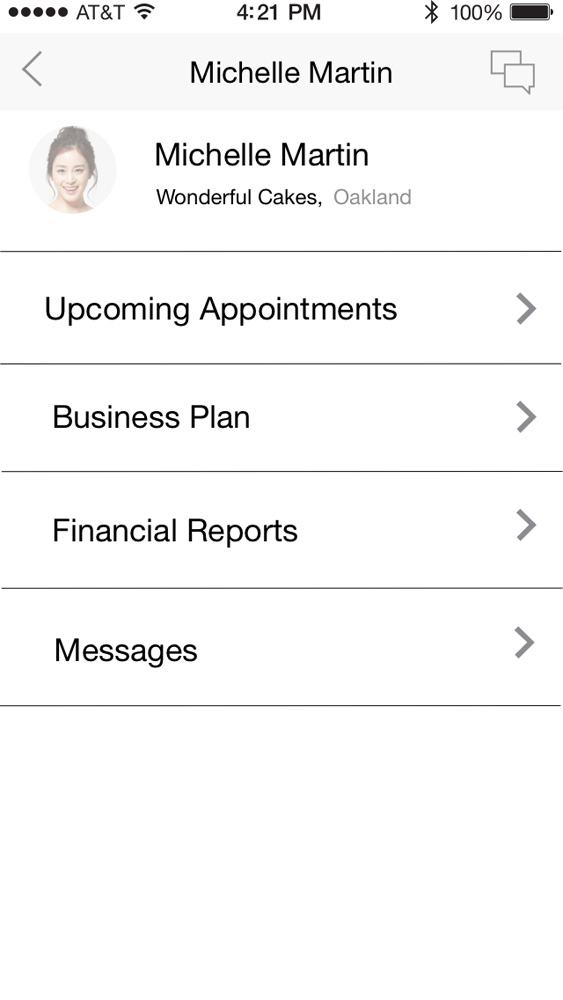 AT&T 4:21 PM 100%
Michelle Martin
Michelle Martin
Wonderful Cakes, Oakland
Upcoming Appointments
Business Plan
Financial Reports
Messages